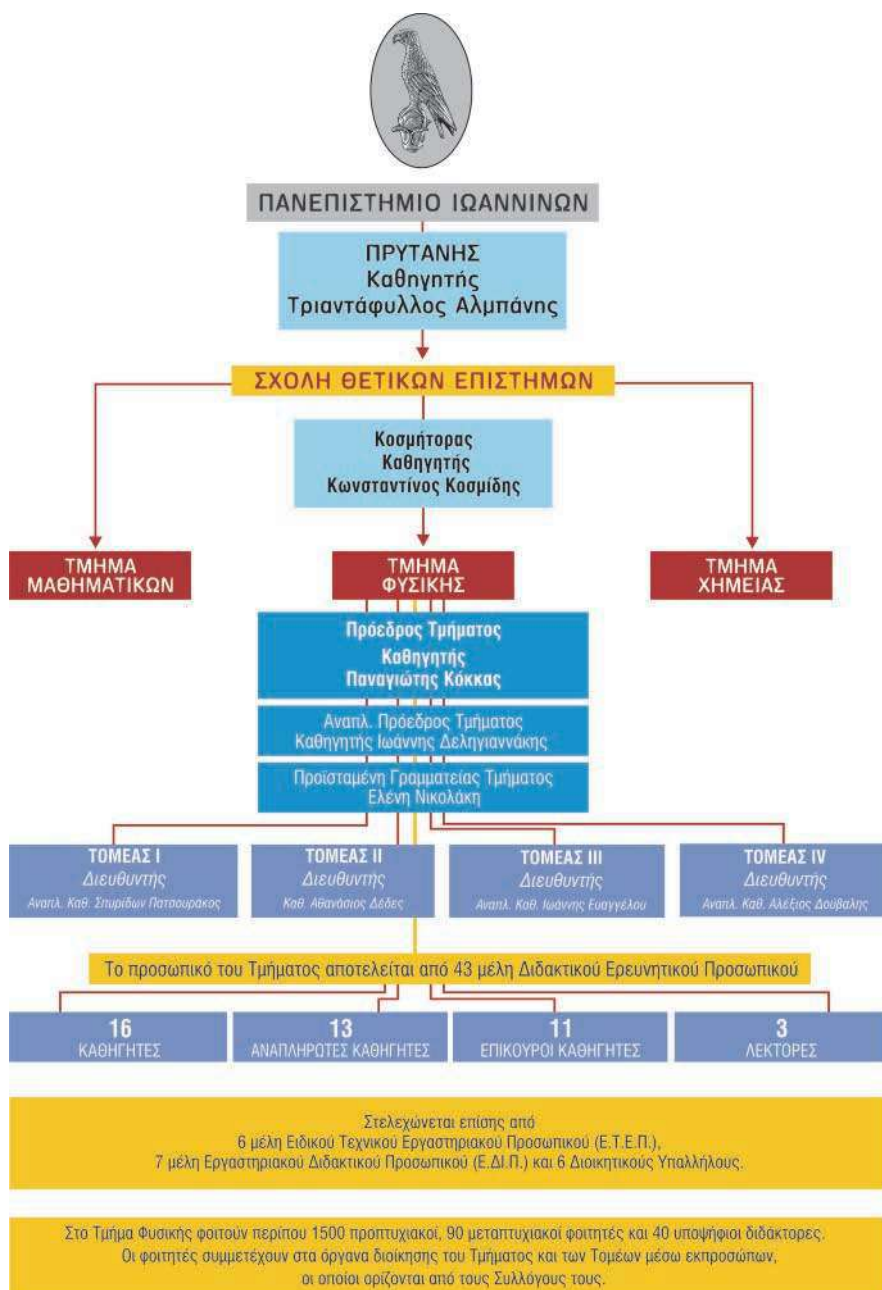 ΠΑΝΕΠΙΣΤΗΜΙΟ ΙΩΑΝΝΙΝΩΝ
ΠΡΥΤΑΝΗΣ
Καθηγητής
Τριαντάφυλλος Αλμπάνης
ΣΧΟΛΗ ΘΕΤΙΚΩΝ ΕΠΙΣΤΗΜΩΝ
Κοσμήτορας
Καθηγητής
Κωνσταντίνος Κοσμίδης
ΤΜΗΜΑ
ΜΑΘΗΜΑΤΙΚΩΝ
ΤΜΗΜΑ
ΦΥΣΙΚΗΣ
ΤΜΗΜΑ
ΧΗΜΕΙΑΣ
Πρόεδρος Τμήματος
Καθηγητής
Παναγιώτης Κόκκας
Αναπλ. Πρόεδρος Τμήματος
Καθηγητής Ιωάννης Δεληγιαννάκης
Προϊσταμένη Γραμματείας Τμήματος
Ελένη Νικολάκη
ΤΟΜΕΑΣ Ι
Διευθυντής
Αναπλ. Καθ. Σπυρίδων Πατσουράκος
ΤΟΜΕΑΣ ΙΙ
Διευθυντής
Καθ. Αθανάσιος Δέδες
ΤΟΜΕΑΣ ΙΙΙ
Διευθυντής
Αναπλ. Καθ. Ιωάννης Ευαγγέλου
ΤΟΜΕΑΣ IV
Διευθυντής
Αναπλ. Καθ. Αλέξιος Δούβαλης
Το προσωπικό του Τμήματος αποτελείται από 43 μέλη Διδακτικού Ερευνητικού Προσωπικού
16
ΚΑΘΗΓΗΤΕΣ
13
ΑΝΑΠΛΗΡΩΤΕΣ ΚΑΘΗΓΗΤΕΣ
11
ΕΠΙΚΟΥΡΟΙ ΚΑΘΗΓΗΤΕΣ
3
ΛΕΚΤΟΡΕΣ
Στελεχώνεται επίσης από
6 μέλη Ειδικού Τεχνικού Εργαστηριακού Προσωπικού (Ε.Τ.Ε.Π.),
7 μέλη Εργαστηριακού Διδακτικού Προσωπικού (Ε.ΔΙ.Π.) και 6 Διοικητικούς Υπαλλήλους.
Στο Τμήμα Φυσικής φοιτούν περίπου 1500 προπτυχιακοί, 90 μεταπτυχιακοί φοιτητές και 40 υποψήφιοι διδάκτορες.
Οι φοιτητές συμμετέχουν στα όργανα διοίκησης του Τμήματος και των Τομέων μέσω εκπροσώπων,
οι οποίοι ορίζονται από τους Συλλόγους τους.